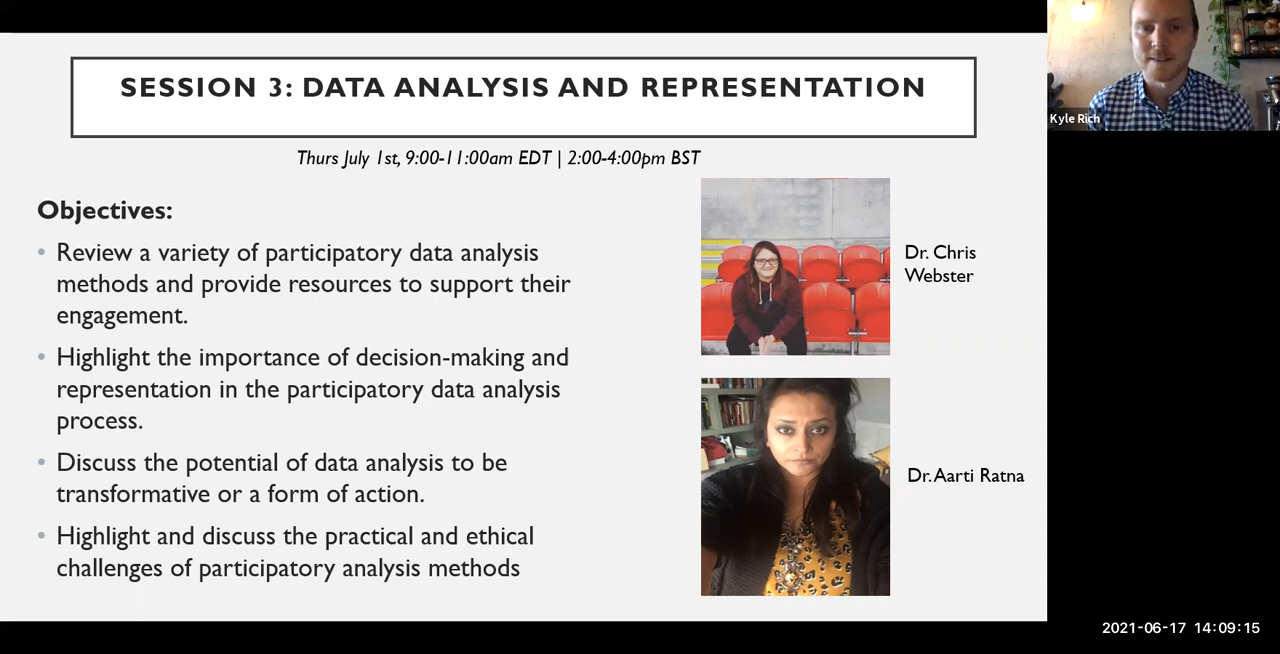 SESSION 3: DATA ANALYSIS AND REPRESENTATION
Thurs July 1st, 9:00-11:00am EDT | 2:00-4:00pm BST
Objectives:
• Review a variety of participatory data analysis
methods and provide resources to support their
engagement.
• Highlight the importance of decision-making and
representation in the participatory data analysis
process.
• Discuss the potential of data analysis to be
transformative or a form of action.
• Highlight and discuss the practical and ethical
challenges of participatory analysis methods
Dr. Chris
Webster
Dr. Aarti Ratna
Kyle Rich
2021-06-17 14:09:15